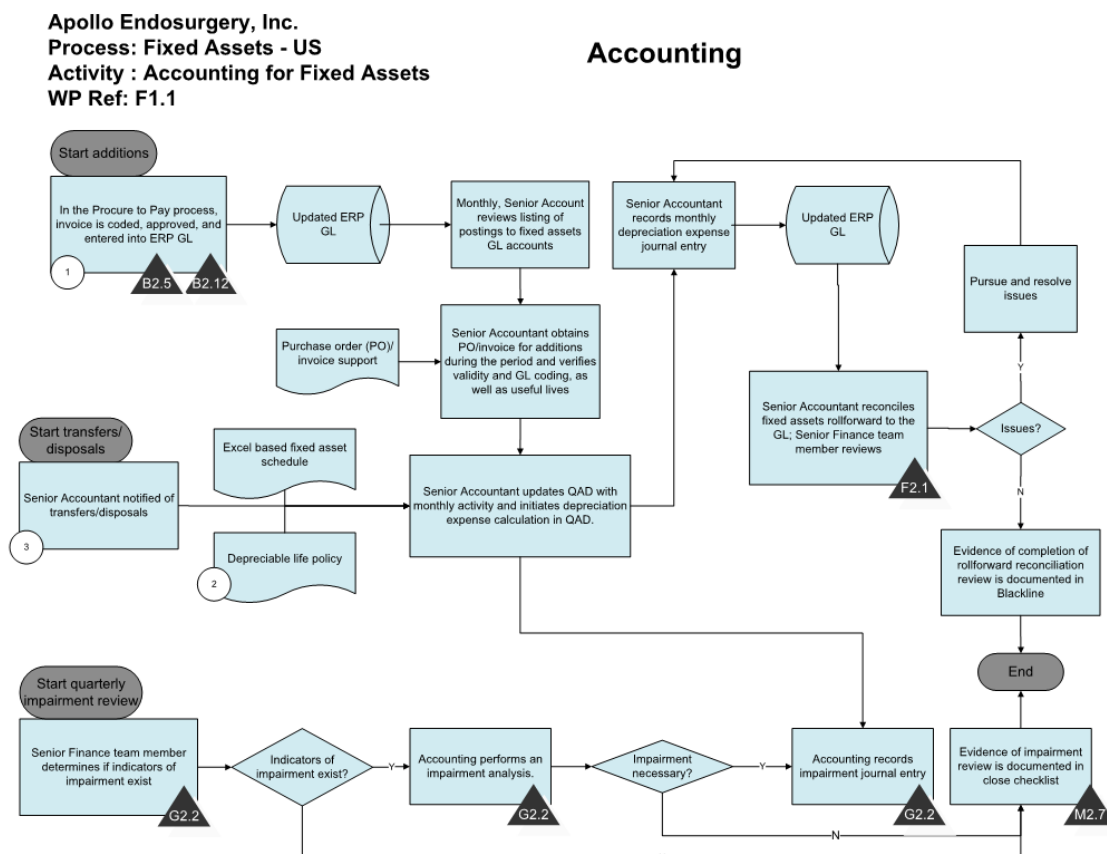 Apollo Endosurgery, Inc.
Process: Fixed Assets - US
Activity : Accounting for Fixed Assets
WP Ref: F1.1
Accounting
Start additions
In the Procure to Pay process,
invoice is coded, approved, and
entered into ERP GL
1
B2.5
B2.12
Updated ERP
GL
Monthly, Senior Account
reviews listing of
postings to fixed assets
GL accounts
Senior Accountant
records monthly
depreciation expense
journal entry
Updated ERP
GL
Pursue and resolve
issues
Purchase order (PO)/
invoice support
Senior Accountant obtains
PO/invoice for additions
during the period and verifies
validity and GL coding, as
well as useful lives
Y
Senior Accountant reconciles
fixed assets rollforward to the
GL; Senior Finance team
member reviews
F2.1
Issues?
N
Start transfers/
disposals
Senior Accountant notified of
transfers/disposals
3
Excel based fixed asset
schedule
Depreciable life policy
2
Senior Accountant updates QAD with
monthly activity and initiates depreciation
expense calculation in QAD.
Evidence of completion of
rollforward reconciliation
review is documented in
Blackline
End
Start quarterly
impairment review
Senior Finance team member
determines if indicators of
impairment exist
G2.2
Indicators of
impairment exist?
Y
Accounting performs an
impairment analysis.
G2.2
Impairment
necessary?
Y
Accounting records
impairment journal entry
G2.2
Evidence of impairment
review is documented in
close checklist
M2.7
N